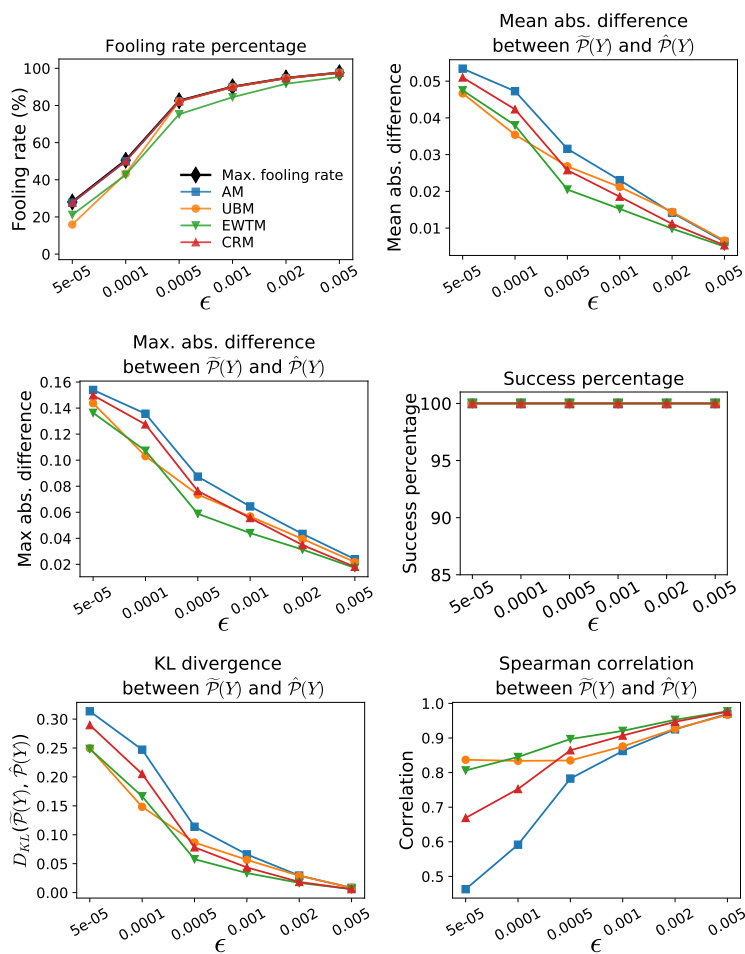 Fooling rate percentage
Fooling rate (%)
100
80
60
40
20
0
Max. fooling rate
AM
UBM
EWTM
CRM
5e-05
0.0001
0.0005
0.001
0.002
0.005
ϵ
Mean abs. difference
between P̃(Y) and P̂(Y)
Mean abs. difference
0.05
0.04
0.03
0.02
0.01
5e-05
0.0001
0.0005
0.001
0.002
0.005
ϵ
Max. abs. difference
between P̃(Y) and P̂(Y)
Max abs. difference
0.16
0.14
0.12
0.10
0.08
0.06
0.04
0.02
5e-05
0.0001
0.0005
0.001
0.002
0.005
ϵ
Success percentage
Success percentage
100
95
90
85
5e-05
0.0001
0.0005
0.001
0.002
0.005
ϵ
KL divergence
between P̃(Y) and P̂(Y)
D_KL(P̃(Y), P̂(Y))
0.30
0.25
0.20
0.15
0.10
0.05
0.00
5e-05
0.0001
0.0005
0.001
0.002
0.005
ϵ
Spearman correlation
between P̃(Y) and P̂(Y)
Correlation
1.0
0.9
0.8
0.7
0.6
0.5
5e-05
0.0001
0.0005
0.001
0.002
0.005
ϵ